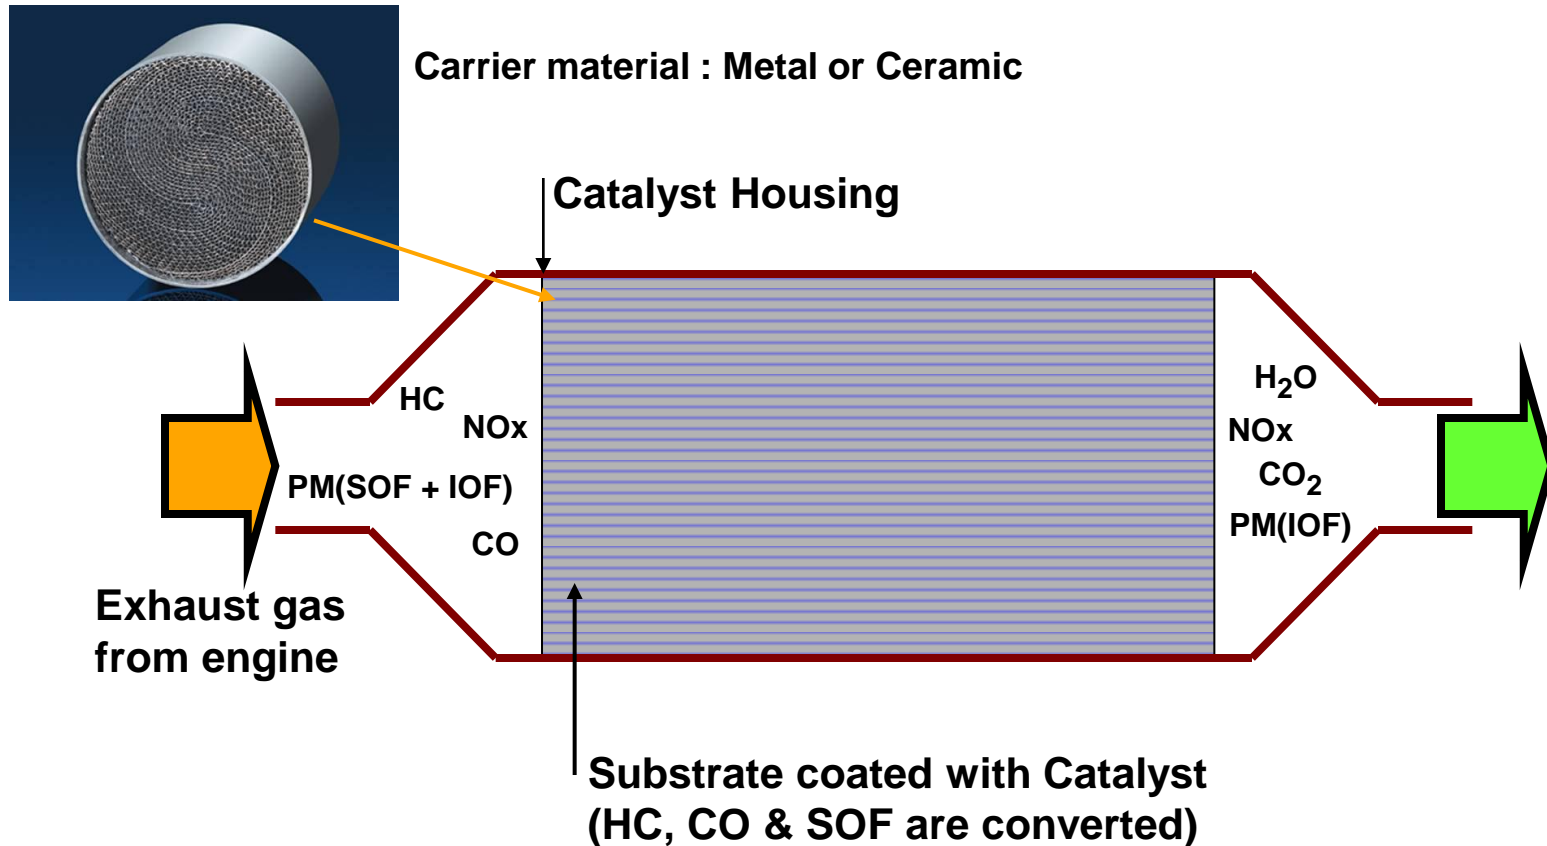 Carrier material : Metal or Ceramic
Catalyst Housing
HC
NOx
PM(SOF + IOF)
CO
H₂O
NOx
CO₂
PM(IOF)
Exhaust gas
from engine
Substrate coated with Catalyst
(HC, CO & SOF are converted)